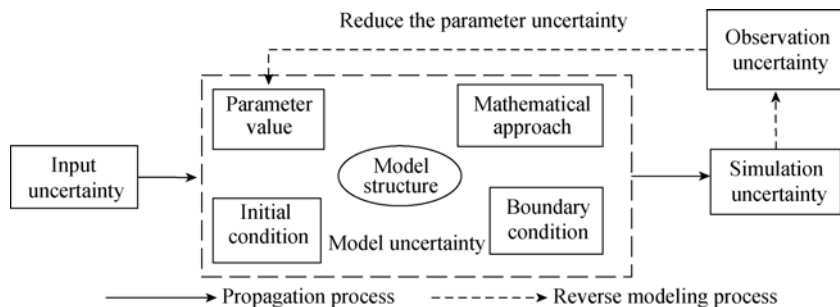 Reduce the parameter uncertainty
Observation
uncertainty
Parameter
value
Mathematical
approach
Input
uncertainty
Model
structure
Simulation
uncertainty
Initial
condition
Boundary
condition
Model uncertainty
Propagation process
Reverse modeling process